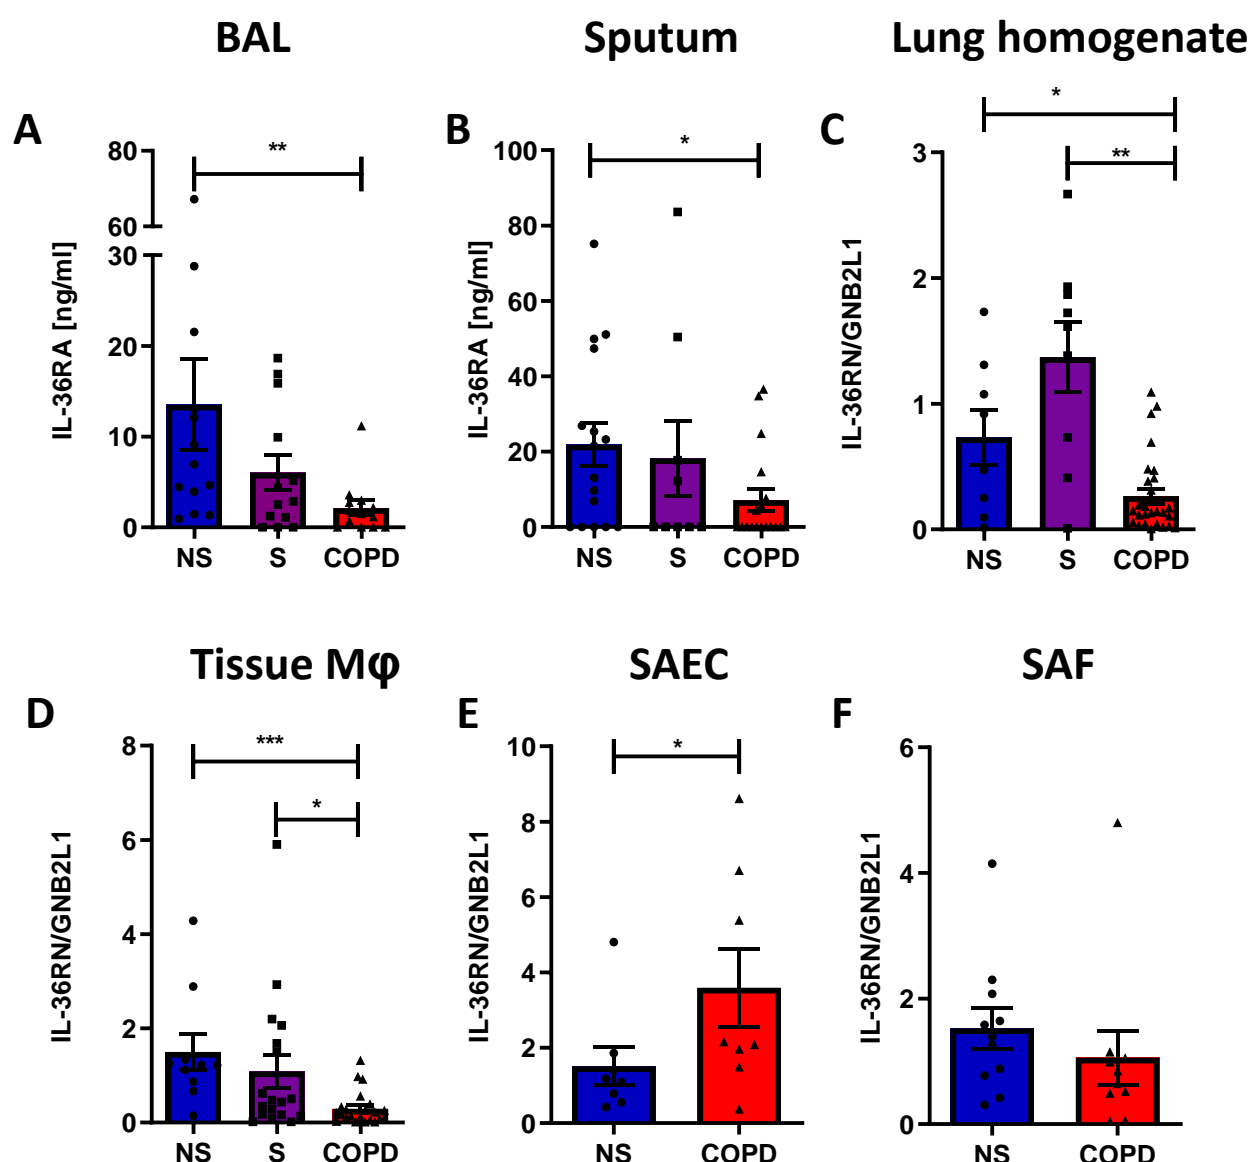 BAL
Sputum
Lung homogenate
A
**
80
60
30
20
10
0
IL-36RA [ng/ml]
NS S COPD
B
*
100
80
60
40
20
0
IL-36RA [ng/ml]
NS S COPD
C
*
**
3
2
1
0
IL-36RN/GNB2L1
NS S COPD
Tissue Mφ
SAEC
SAF
D
***
*
8
6
4
2
0
IL-36RN/GNB2L1
NS S COPD
E
*
10
8
6
4
2
0
IL-36RN/GNB2L1
NS COPD
F
6
4
2
0
IL-36RN/GNB2L1
NS COPD